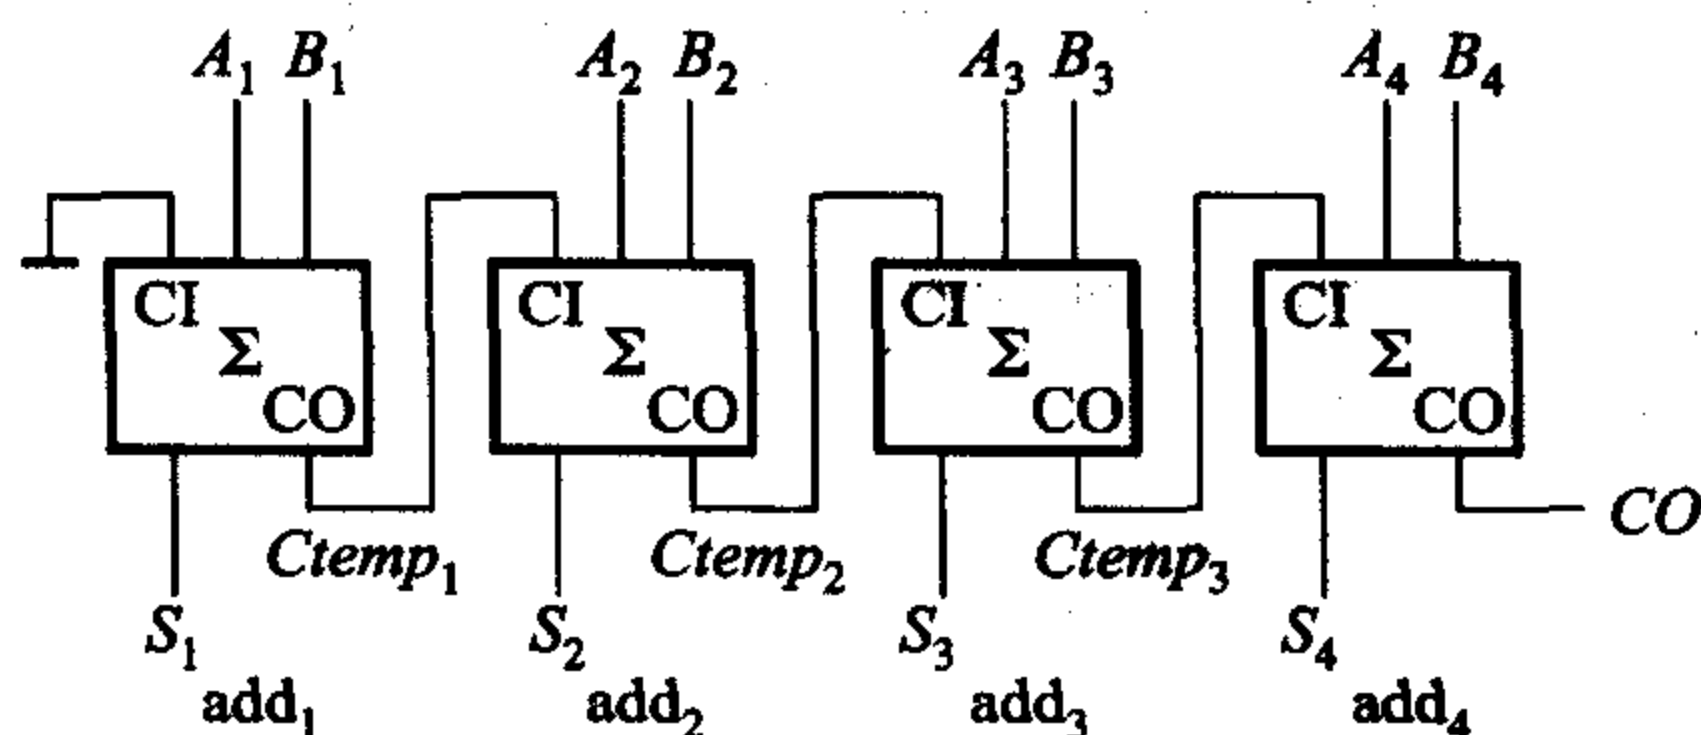 A₁ B₁ A₂ B₂ A₃ B₃ A₄ B₄
CI CI CI CI
Σ Σ Σ Σ
CO CO CO CO
CO
Ctemp₁ Ctemp₂ Ctemp₃
S₁ S₂ S₃ S₄
add₁ add₂ add₃ add₄